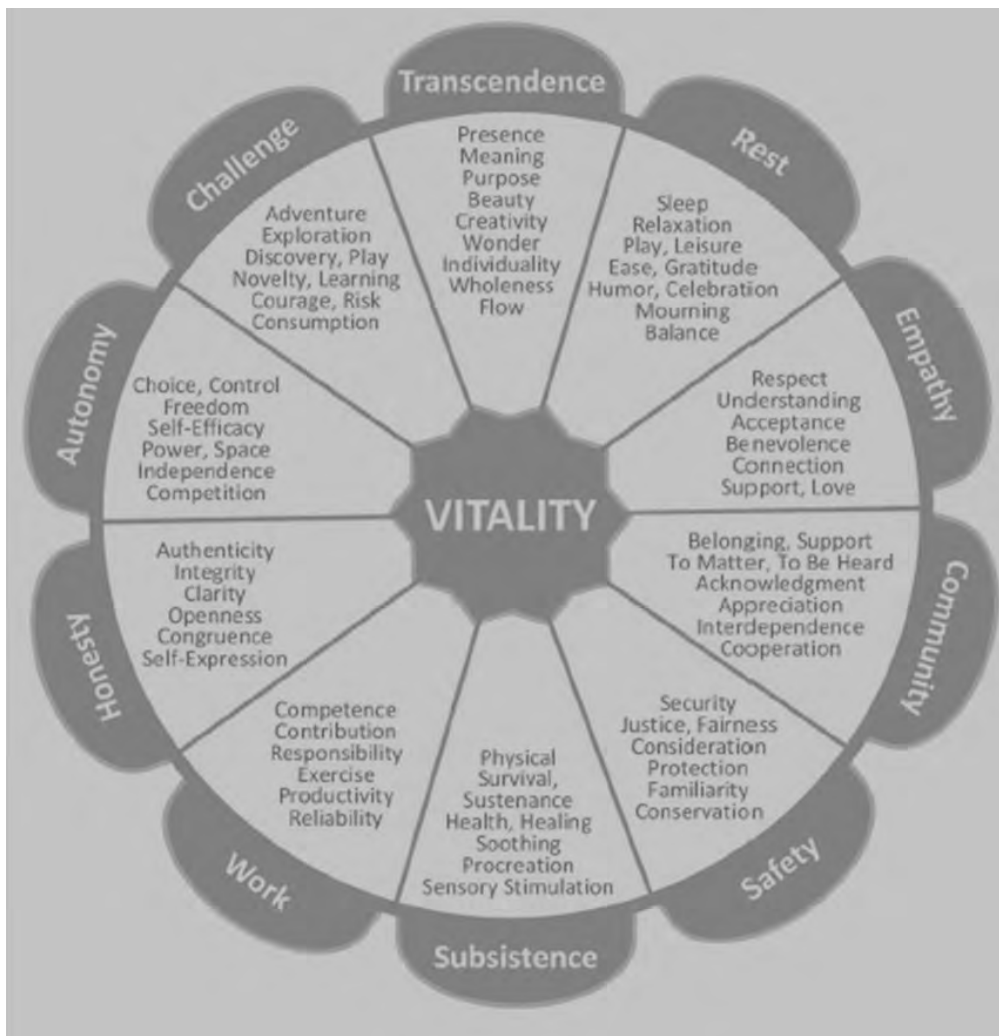 Transcendence
Presence
Meaning
Purpose
Beauty
Creativity
Wonder
Individuality
Wholeness
Flow
Rest
Sleep
Relaxation
Play, Leisure
Ease, Gratitude
Humor, Celebration
Mourning
Balance
Empathy
Respect
Understanding
Acceptance
Benevolence
Connection
Support, Love
Community
Belonging, Support
To Matter, To Be Heard
Acknowledgment
Appreciation
Interdependence
Cooperation
Safety
Security
Justice, Fairness
Consideration
Protection
Familiarity
Conservation
Subsistence
Physical
Survival,
Sustenance
Health, Healing
Soothing
Procreation
Sensory Stimulation
Work
Competence
Contribution
Responsibility
Exercise
Productivity
Reliability
Honesty
Authenticity
Integrity
Clarity
Openness
Congruence
Self-Expression
Autonomy
Choice, Control
Freedom
Self-Efficacy
Power, Space
Independence
Competition
Challenge
Adventure
Exploration
Discovery, Play
Novelty, Learning
Courage, Risk
Consumption
VITALITY